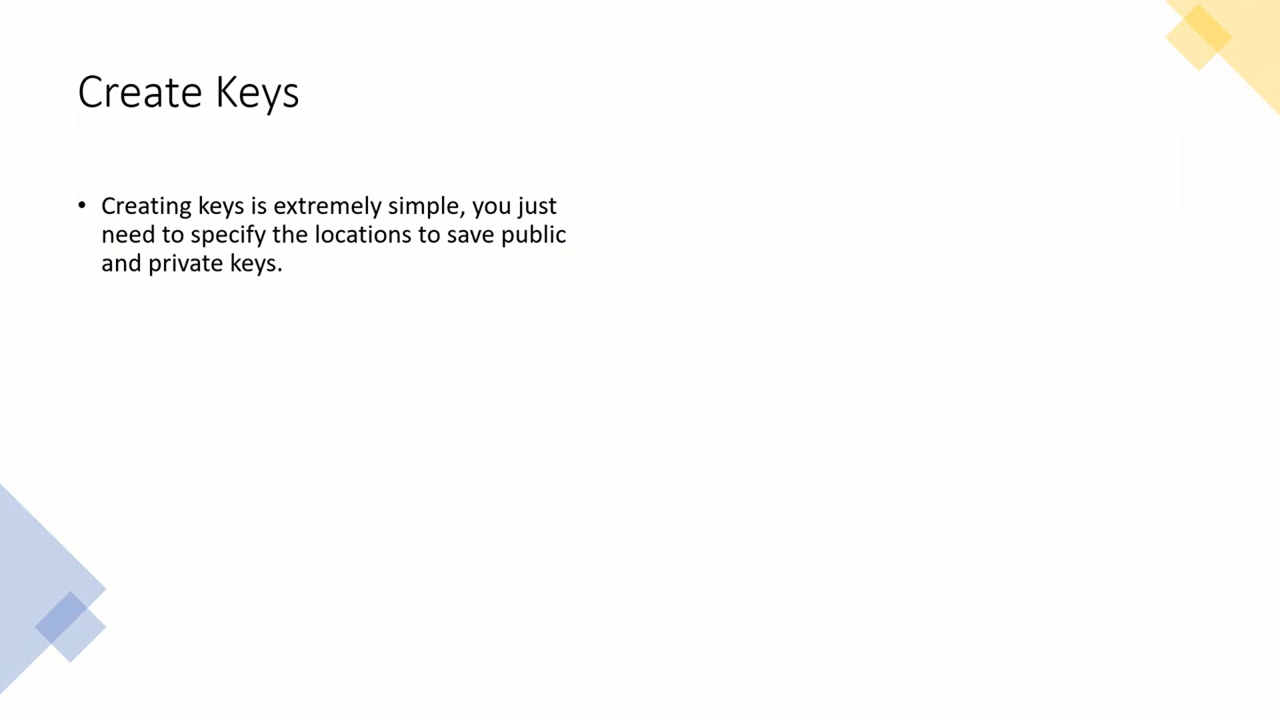 Create Keys
• Creating keys is extremely simple, you just
need to specify the locations to save public
and private keys.